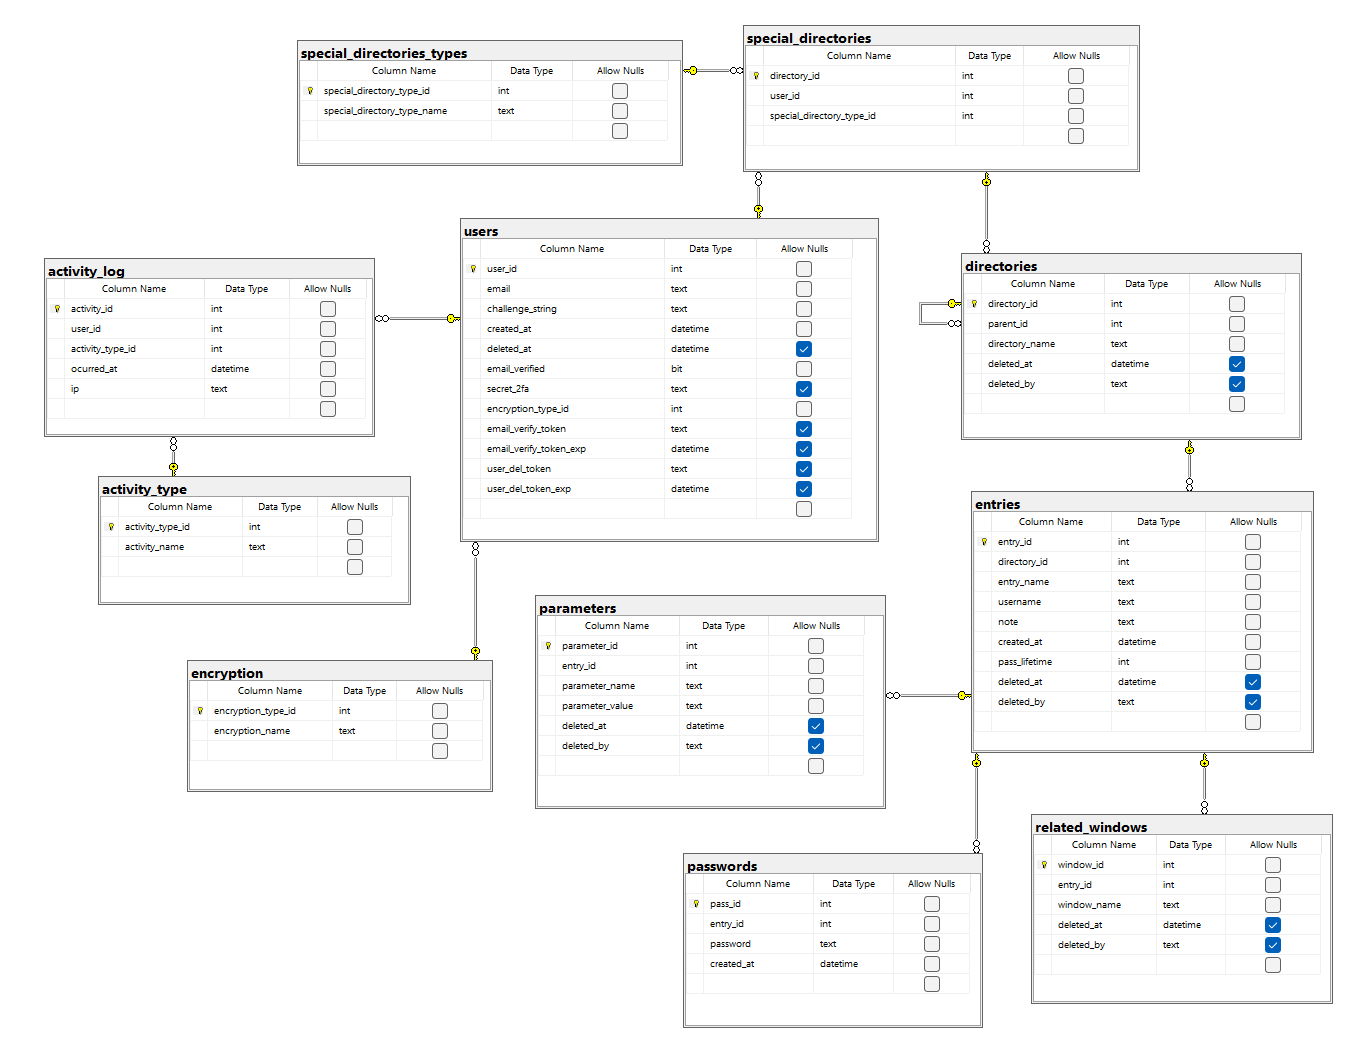 special_directories_types
Column Name Data Type Allow Nulls
special_directory_type_id int
special_directory_type_name text
special_directories
Column Name Data Type Allow Nulls
directory_id int
user_id int
special_directory_type_id int
users
Column Name Data Type Allow Nulls
user_id int
email text
challenge_string text
created_at datetime
deleted_at datetime
email_verified bit
secret_2fa text
encryption_type_id int
email_verify_token text
email_verify_token_exp datetime
user_del_token text
user_del_token_exp datetime
activity_log
Column Name Data Type Allow Nulls
activity_id int
user_id int
activity_type_id int
ocurred_at datetime
ip text
directories
Column Name Data Type Allow Nulls
directory_id int
parent_id int
directory_name text
deleted_at datetime
deleted_by text
activity_type
Column Name Data Type Allow Nulls
activity_type_id int
activity_name text
entries
Column Name Data Type Allow Nulls
entry_id int
directory_id int
entry_name text
username text
note text
created_at datetime
pass_lifetime int
deleted_at datetime
deleted_by text
parameters
Column Name Data Type Allow Nulls
parameter_id int
entry_id int
parameter_name text
parameter_value text
deleted_at datetime
deleted_by text
encryption
Column Name Data Type Allow Nulls
encryption_type_id int
encryption_name text
related_windows
Column Name Data Type Allow Nulls
window_id int
entry_id int
window_name text
deleted_at datetime
deleted_by text
passwords
Column Name Data Type Allow Nulls
pass_id int
entry_id int
password text
created_at datetime